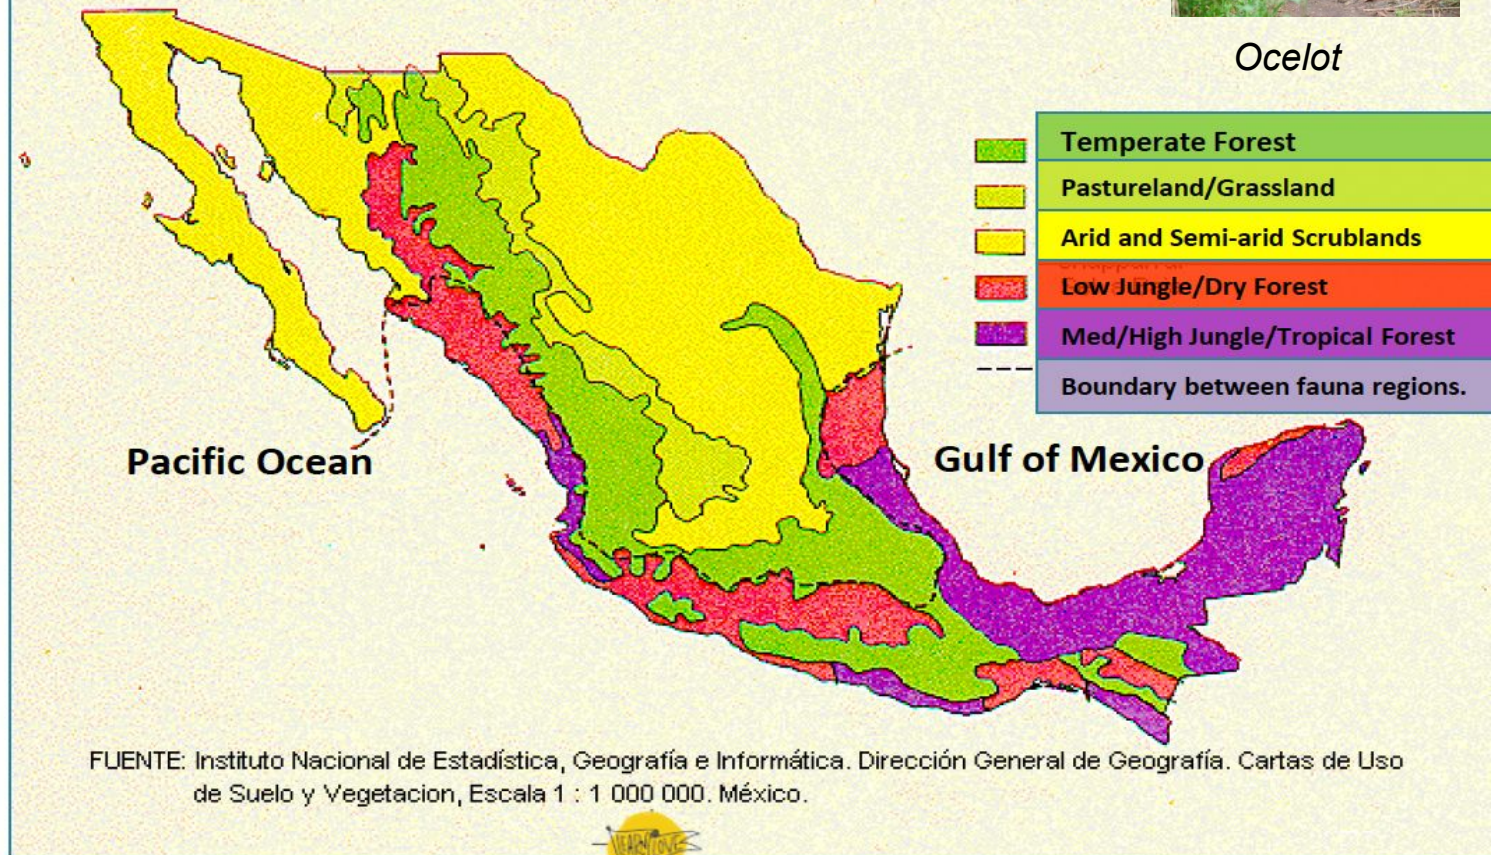 Ocelot
Temperate Forest
Pastureland/Grassland
Arid and Semi-arid Scrublands
Low Jungle/Dry Forest
Med/High Jungle/Tropical Forest
Boundary between fauna regions.
Pacific Ocean
Gulf of Mexico
FUENTE: Instituto Nacional de Estadística, Geografía e Informática. Dirección General de Geografía. Cartas de Uso
de Suelo y Vegetacion, Escala 1 : 1 000 000. México.